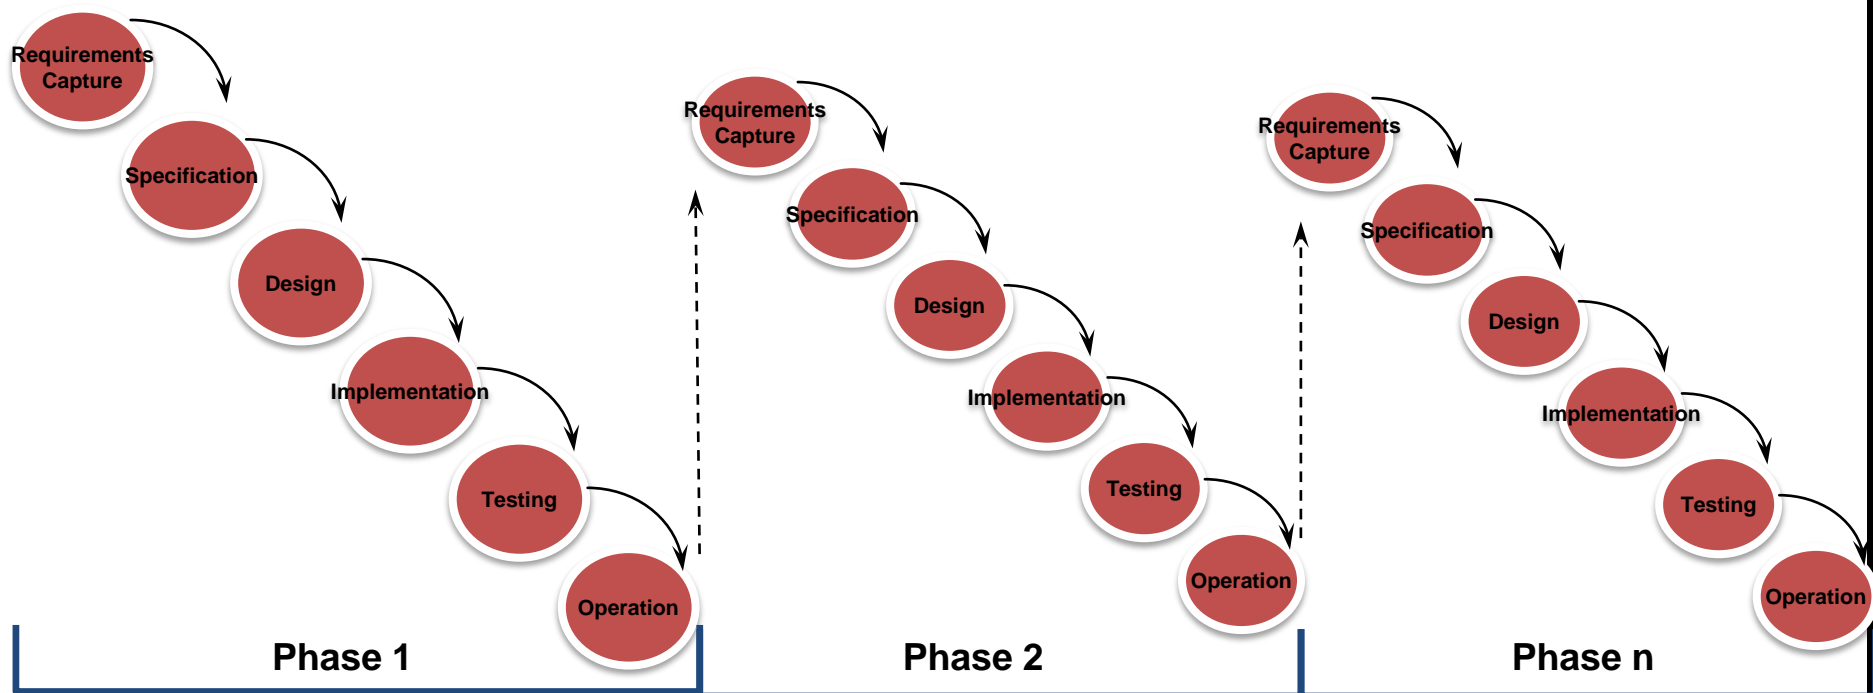 Requirements
Capture
Specification
Design
Implementation
Testing
Operation
Phase 1
Requirements
Capture
Specification
Design
Implementation
Testing
Operation
Phase 2
Requirements
Capture
Specification
Design
Implementation
Testing
Operation
Phase n